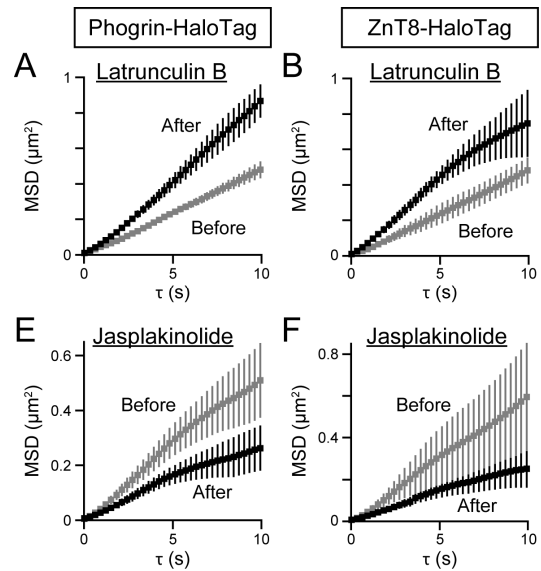 Phogrin-HaloTag
ZnT8-HaloTag
A
Latrunculin B
1
MSD (µm²)
0
After
Before
0 5 10
τ (s)
B
Latrunculin B
1
MSD (µm²)
0
After
Before
0 5 10
τ (s)
E
Jasplakinolide
0.6
0.4
0.2
0
MSD (µm²)
Before
After
0 5 10
τ (s)
F
Jasplakinolide
0.8
0.4
0
MSD (µm²)
Before
After
0 5 10
τ (s)